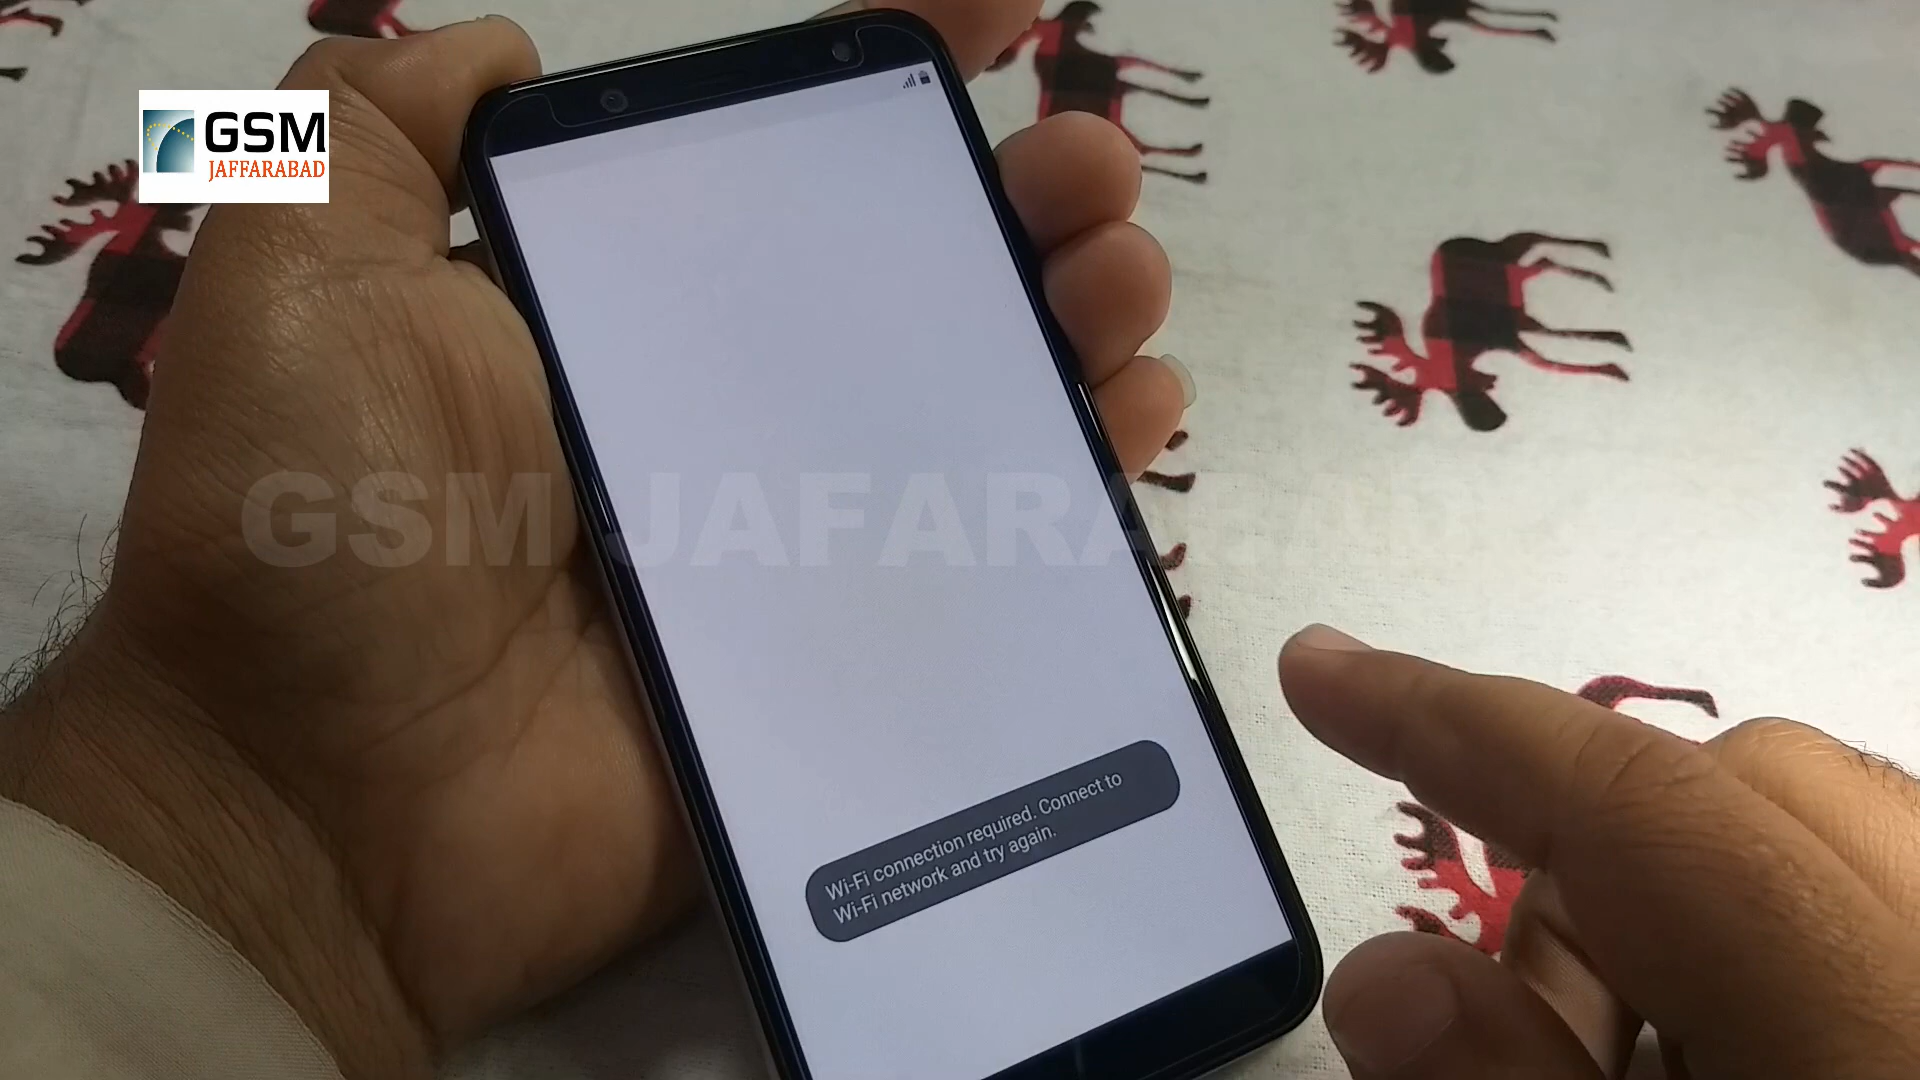 GSM
JAFFARABAD
GSM JAFARABAD
Wi-Fi connection required. Connect to
Wi-Fi network and try again.